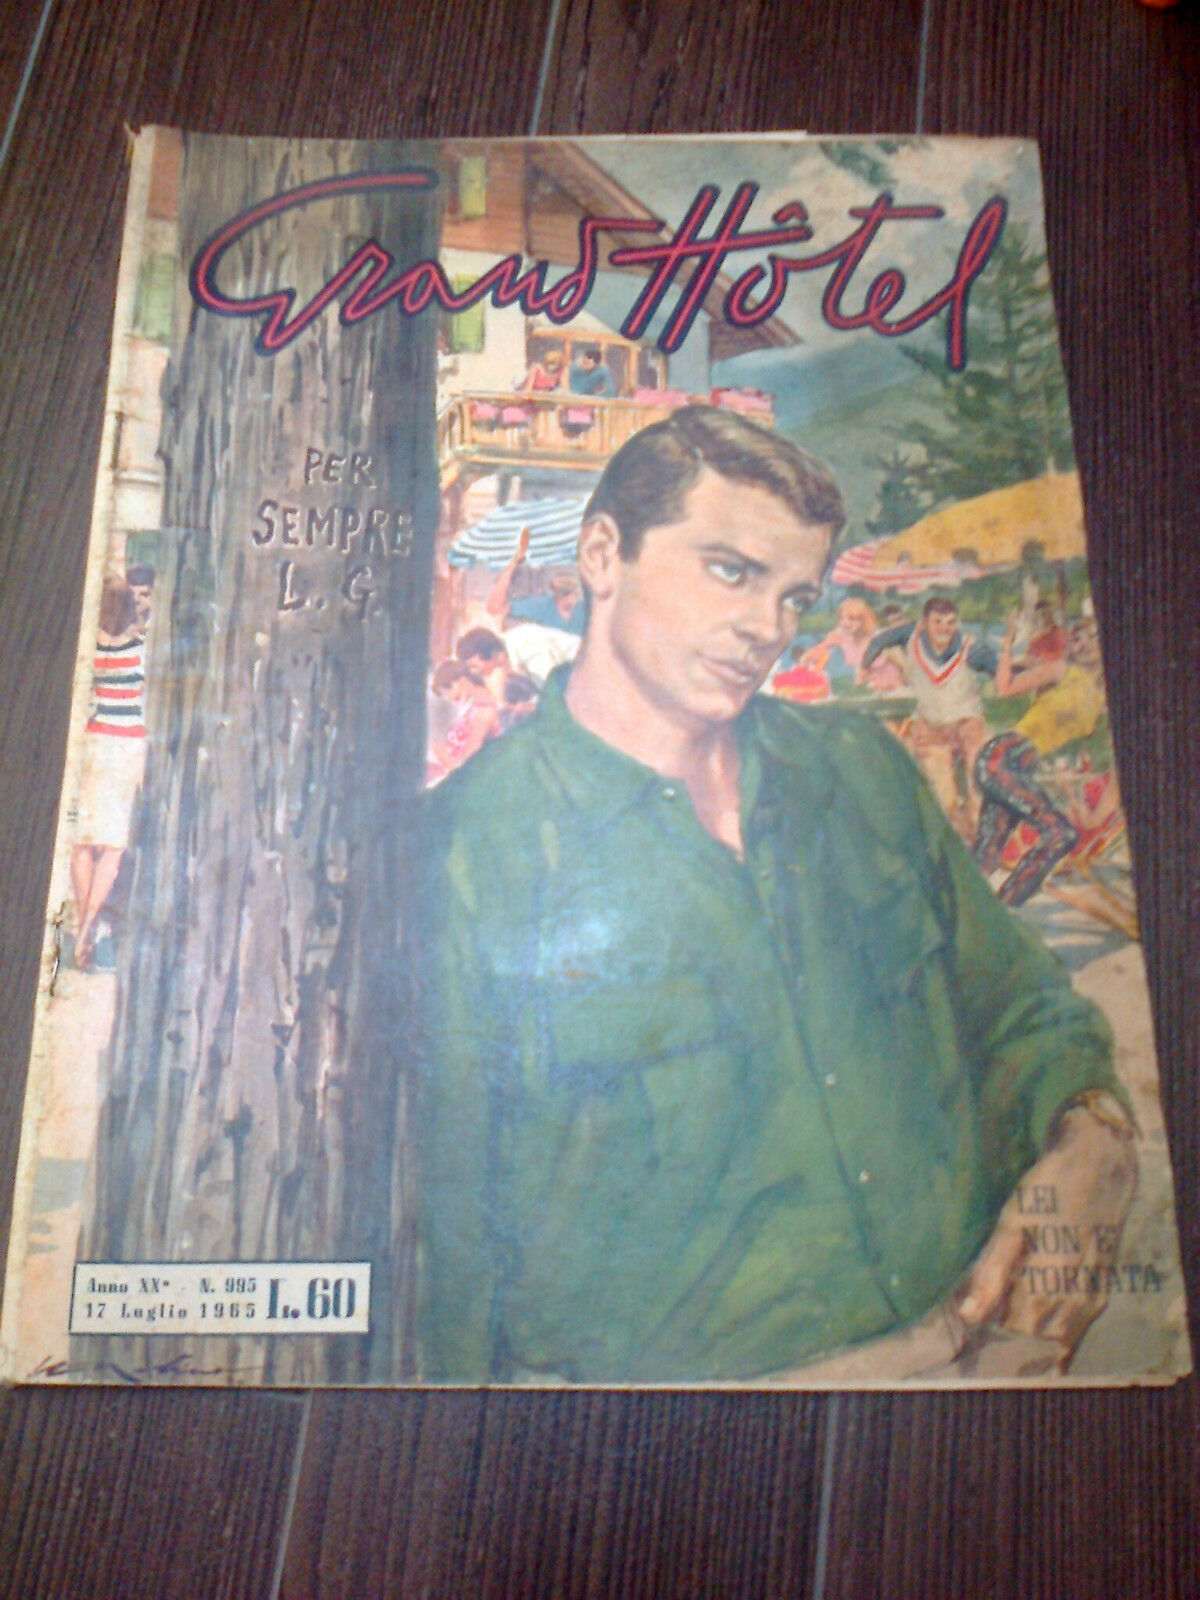 Grand Hôtel
PER
SEMPRE
L. G.
LEI
NON E'
TORNATA
Anno XX° - N. 995
17 Luglio 1965
L. 60